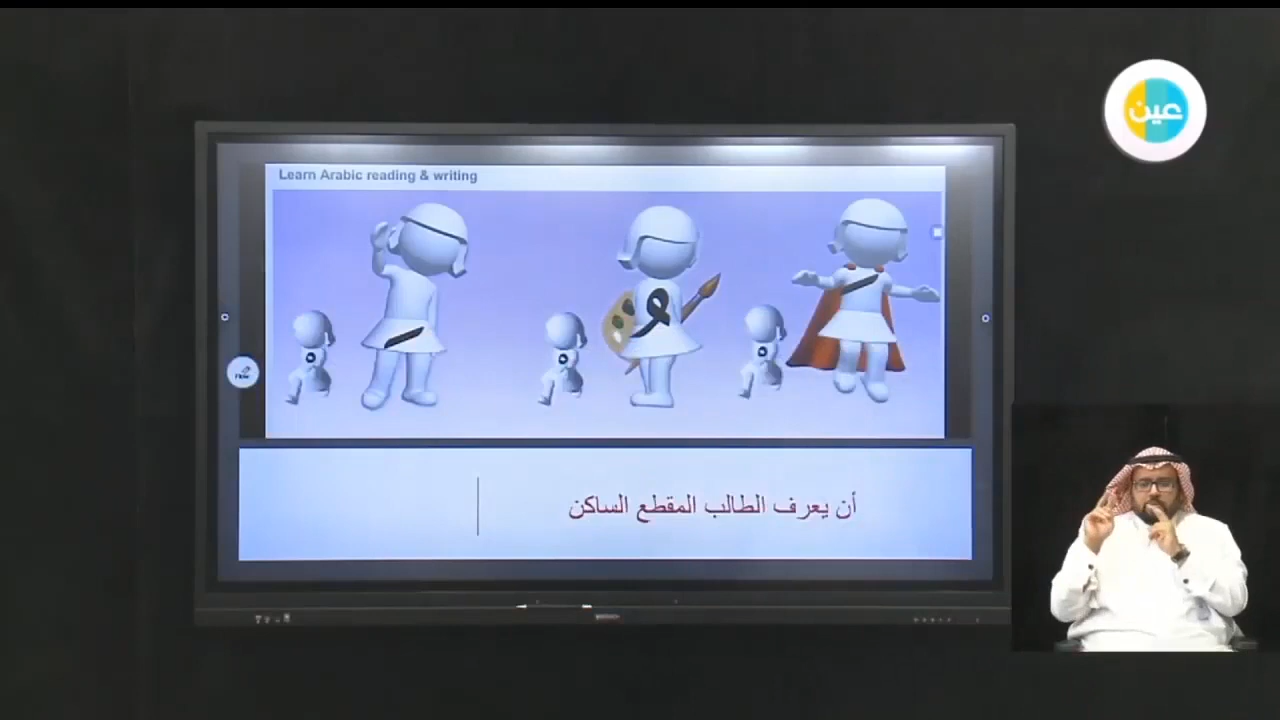 عين
Learn Arabic reading & writing
أن يعرف الطالب المقطع الساكن